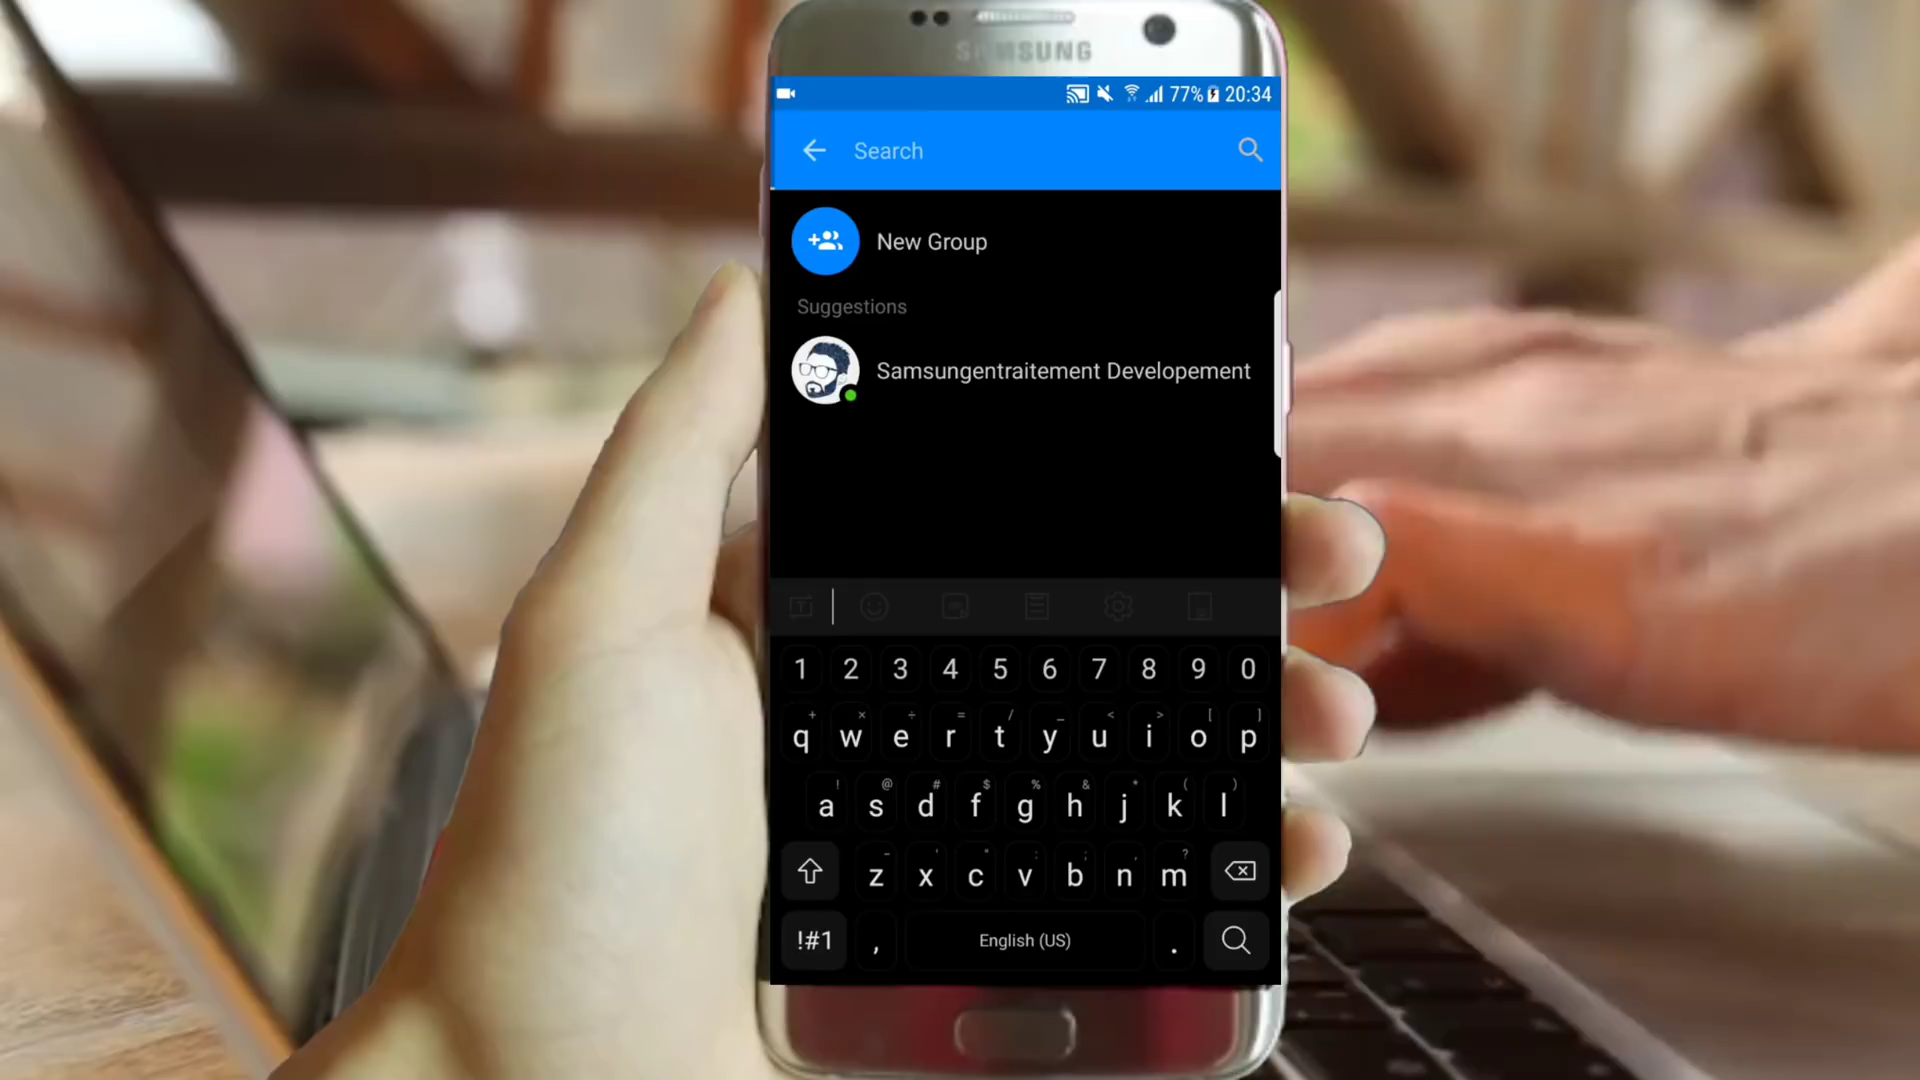 SAMSUNG
77% 20:34
Search
New Group
Suggestions
Samsungentraitement Developement
1 2 3 4 5 6 7 8 9 0
+ × ÷ = / _ < > [ ]
q w e r t y u i o p
! @ # $ % & * ( )
a s d f g h j k l
- ' " : ; , ?
z x c v b n m
!#1 , English (US) .